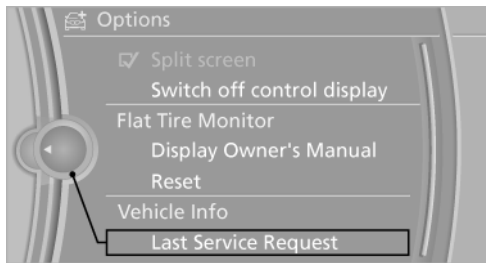 Options
Split screen
Switch off control display
Flat Tire Monitor
Display Owner's Manual
Reset
Vehicle Info
Last Service Request